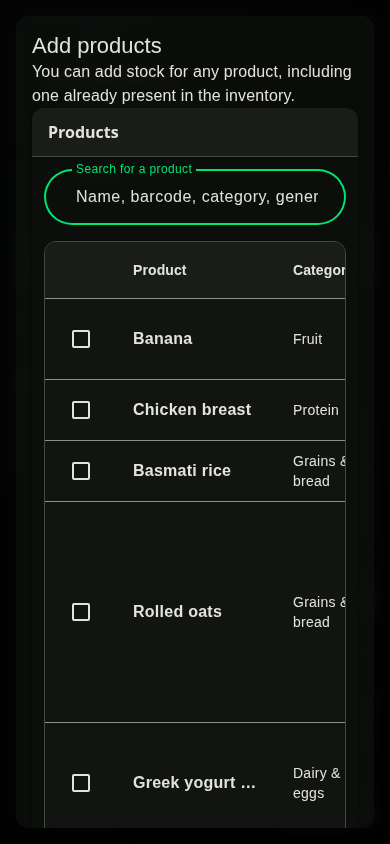 Add products
You can add stock for any product, including
one already present in the inventory.
Products
Search for a product
Name, barcode, category, gener
Product Categor
Banana Fruit
Chicken breast Protein
Basmati rice Grains &
bread
Rolled oats Grains &
bread
Greek yogurt … Dairy &
eggs